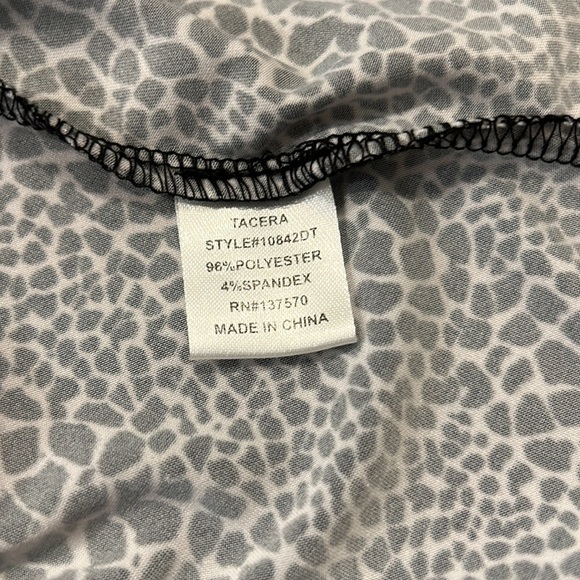 TACERA
STYLE#10842DT
96%POLYESTER
4%SPANDEX
RN#137570
MADE IN CHINA